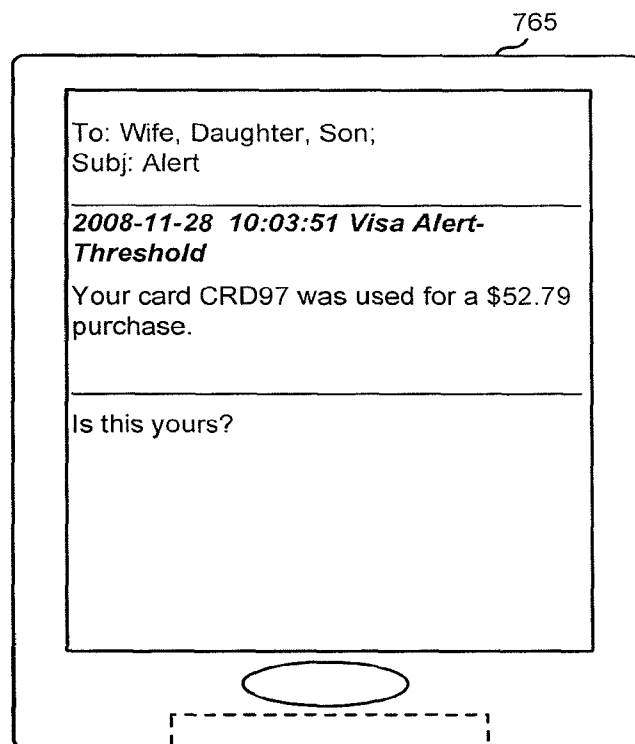 765
To: Wife, Daughter, Son;
Subj: Alert
2008-11-28 10:03:51 Visa Alert-
Threshold
Your card CRD97 was used for a $52.79
purchase.
Is this yours?